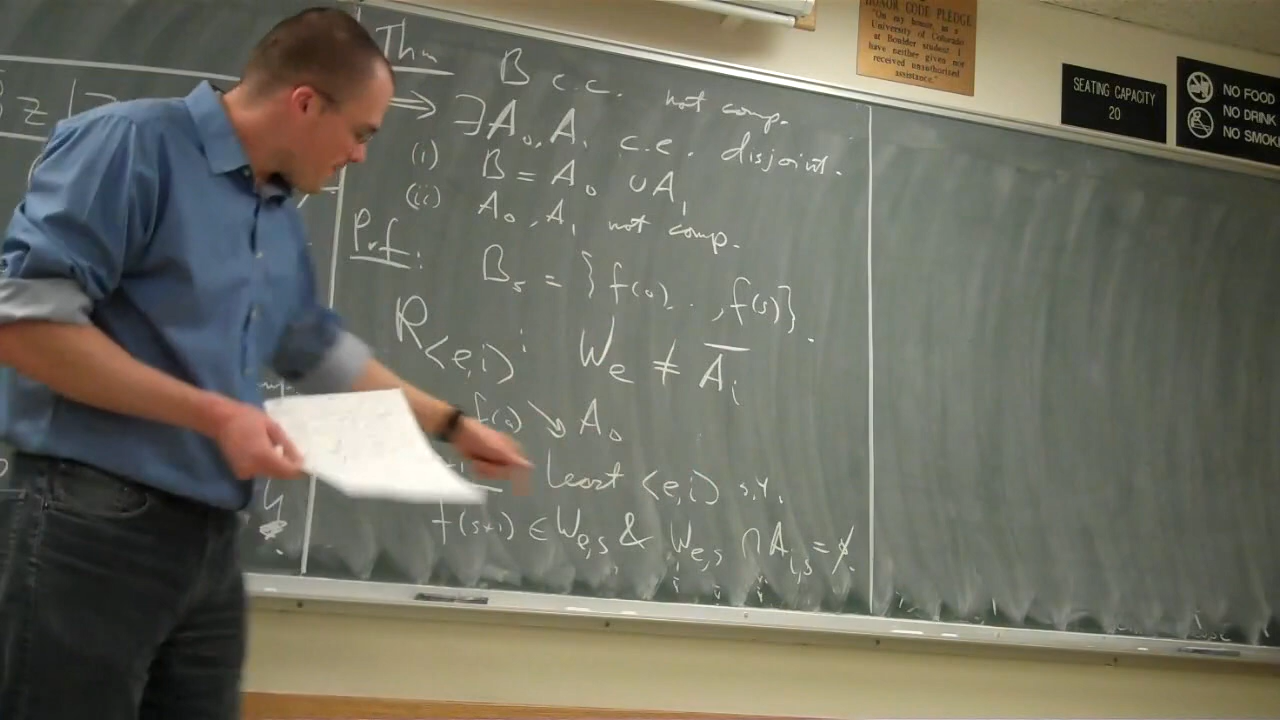 Thm B c.e. not comp.
⇒ ∃A₀,A₁ c.e. disjoint.
(i) B = A₀ ∪ A₁
(ii) A₀, A₁ not comp.
Prf: Bₛ = {f(0).. ,f(s)}.
R<e,i>: We ≠ A̅ᵢ
f(0) ↘ A₀
Least <e,i> s.t.
f(s+1) ∈ We,s & We,s ∩ Ai,s = ∅.
HONOR CODE PLEDGE
"On my honor, as a
University of Colorado
at Boulder student I
have neither given nor
received unauthorized
assistance."
SEATING CAPACITY
20
NO FOOD
NO DRINK
NO SMOK